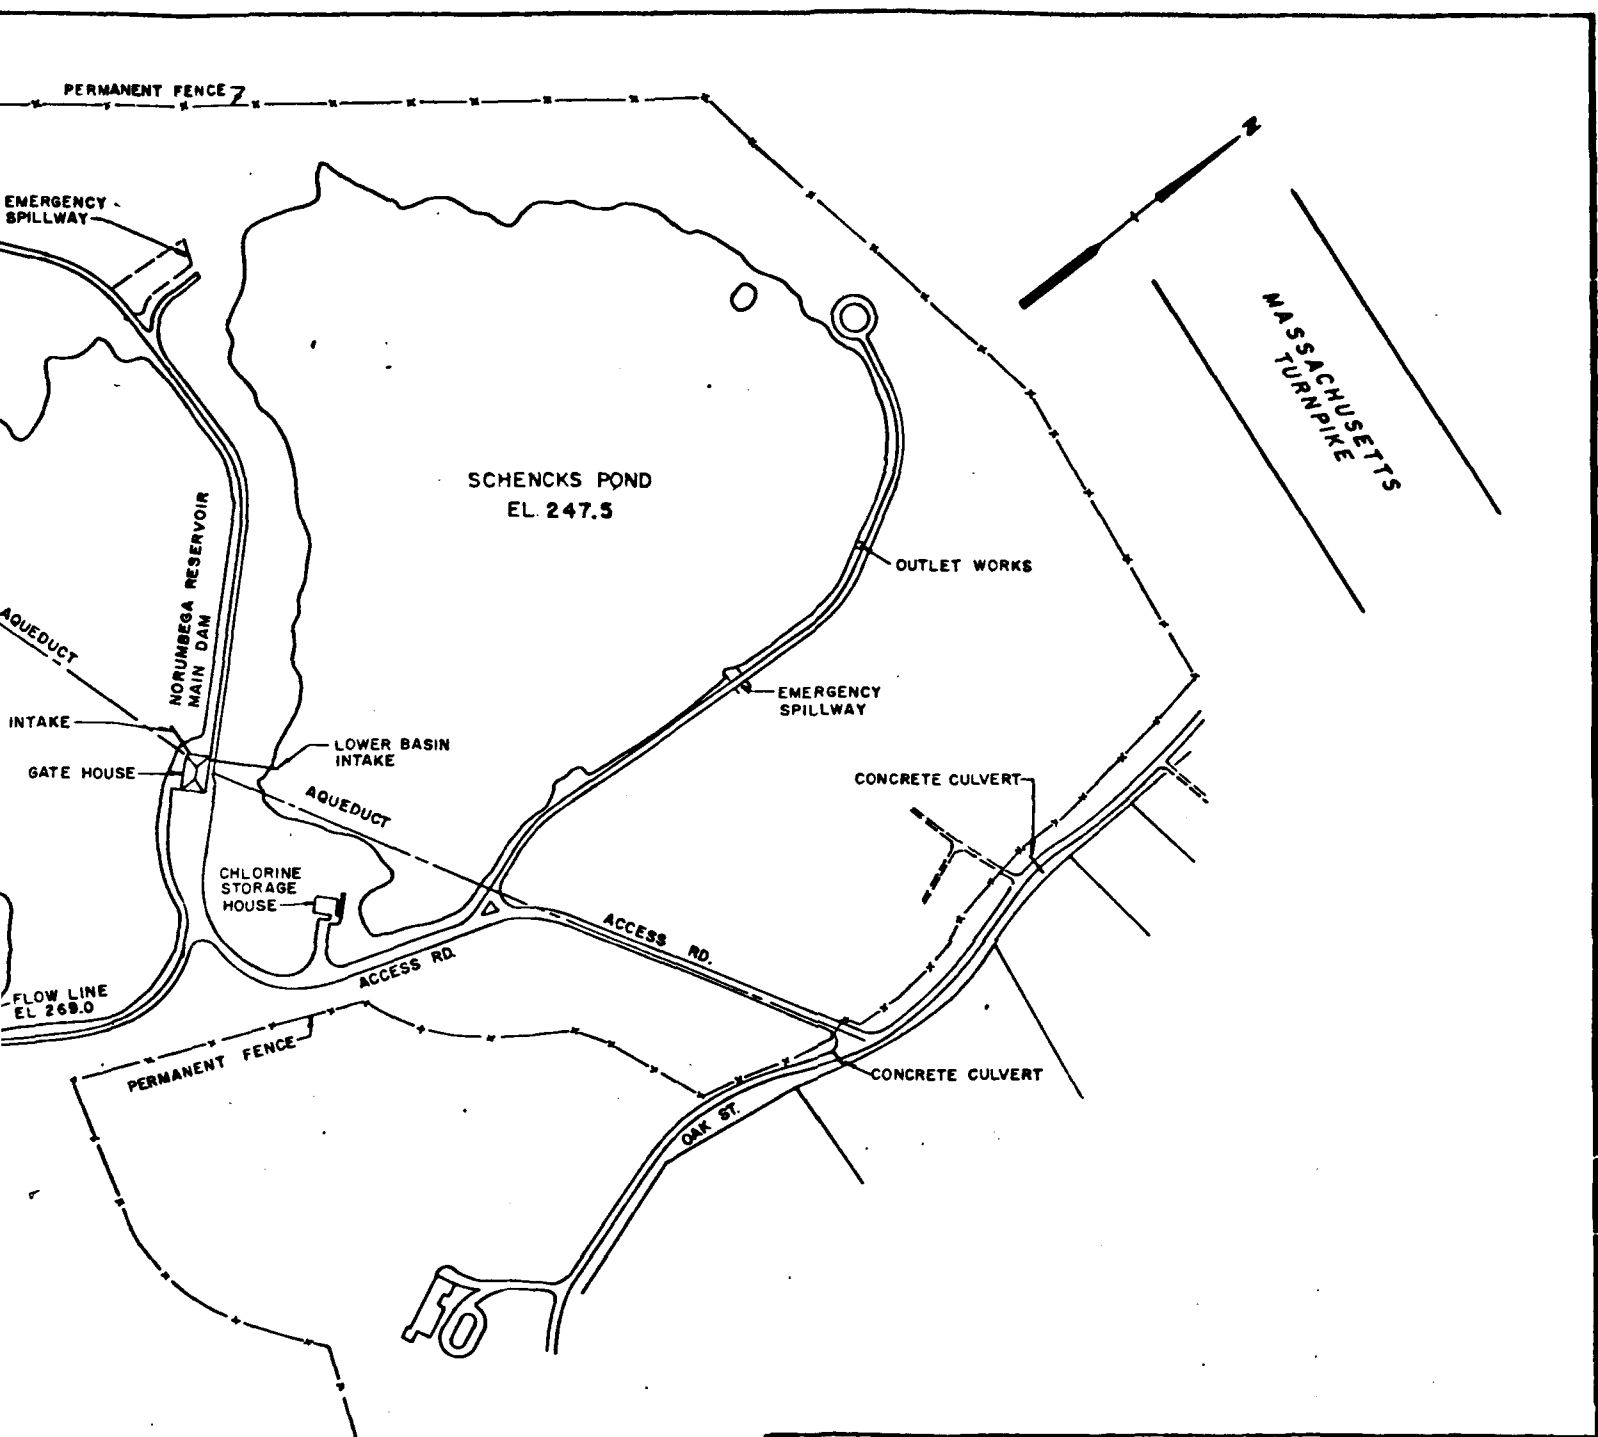 PERMANENT FENCE
N
EMERGENCY
SPILLWAY
MASSACHUSETTS
TURNPIKE
SCHENCKS POND
EL. 247.5
NORUMBEGA RESERVOIR
MAIN DAM
OUTLET WORKS
AQUEDUCT
EMERGENCY
SPILLWAY
INTAKE
LOWER BASIN
INTAKE
GATE HOUSE
CONCRETE CULVERT
AQUEDUCT
CHLORINE
STORAGE
HOUSE
ACCESS RD.
ACCESS RD.
FLOW LINE
EL 269.0
PERMANENT FENCE
CONCRETE CULVERT
OAK ST.